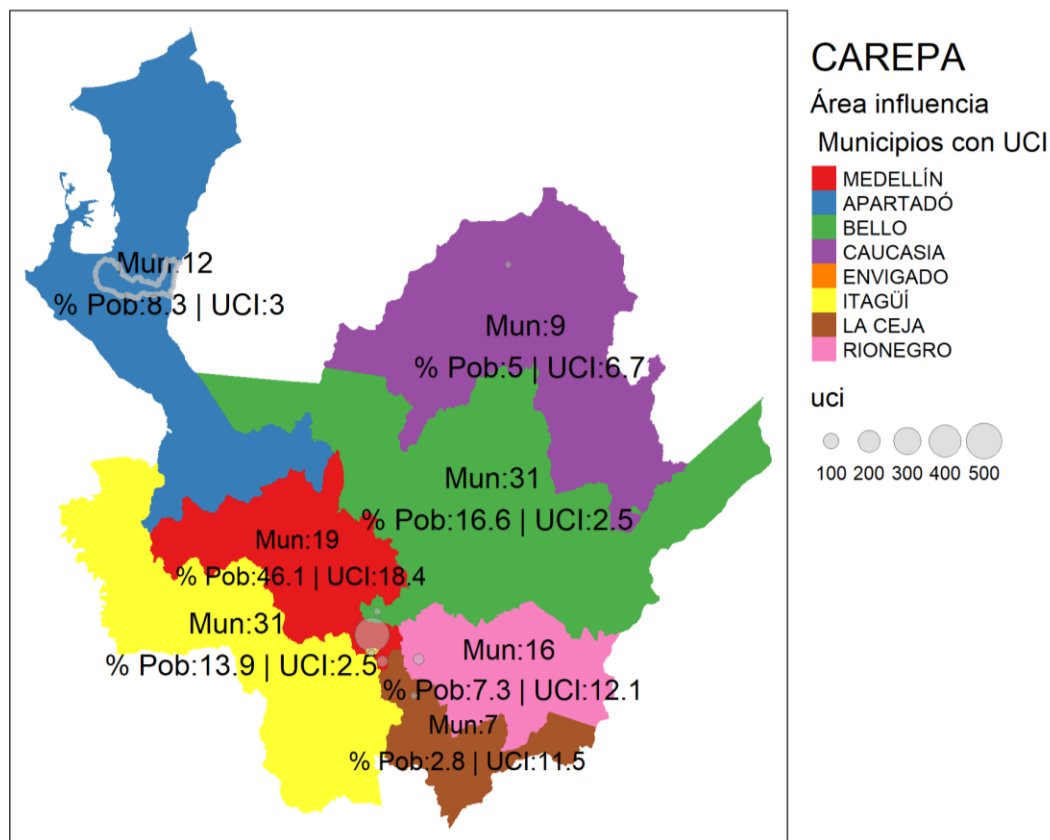 CAREPA
Área influencia
Municipios con UCI
MEDELLÍN
APARTADÓ
BELLO
CAUCASIA
ENVIGADO
ITAGÜÍ
LA CEJA
RIONEGRO
uci
100 200 300 400 500
Mun:12
% Pob:8.3 | UCI:3
Mun:9
% Pob:5 | UCI:6.7
Mun:31
% Pob:16.6 | UCI:2.5
Mun:19
% Pob:46.1 | UCI:18.4
Mun:31
% Pob:13.9 | UCI:2.5
Mun:16
% Pob:7.3 | UCI:12.1
Mun:7
% Pob:2.8 | UCI:11.5